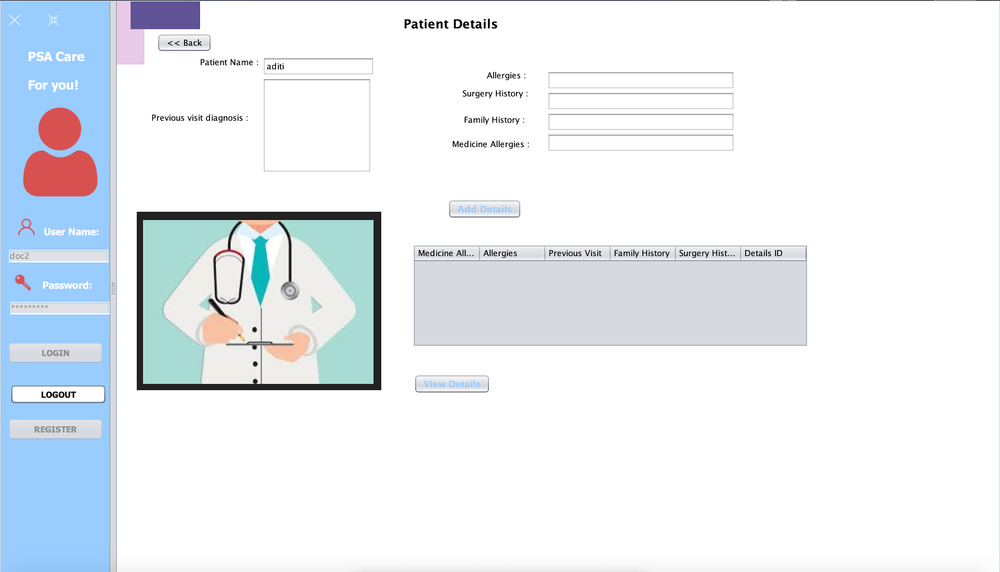 PSA Care
For you!
User Name:
doc2
Password:
*********
LOGIN
LOGOUT
REGISTER
Patient Details
<< Back
Patient Name :
aditi
Previous visit diagnosis :
Allergies :
Surgery History :
Family History :
Medicine Allergies :
Add Details
Medicine All... Allergies Previous Visit Family History Surgery Hist... Details ID
View Details